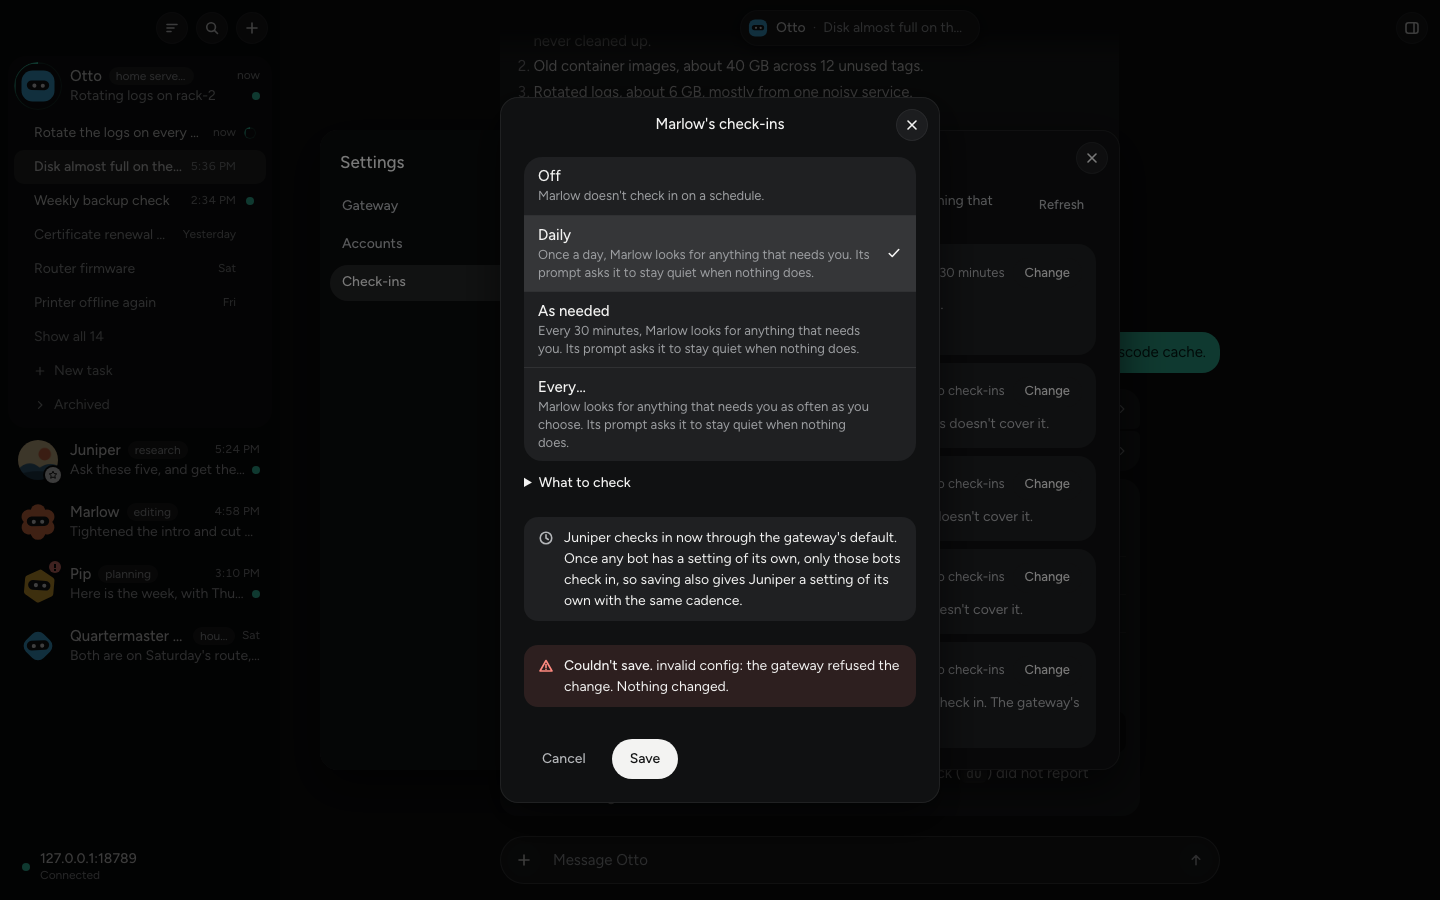 Otto
Disk almost full on th...
never cleaned up.
2. Old container images, about 40 GB across 12 unused tags.
3. Rotated logs, about 6 GB, mostly from one noisy service.
Otto
home serve...
now
Rotating logs on rack-2
Rotate the logs on every ...
now
Disk almost full on the...
5:36 PM
Weekly backup check
2:34 PM
Certificate renewal ...
Yesterday
Router firmware
Sat
Printer offline again
Fri
Show all 14
New task
Archived
Juniper
research
5:24 PM
Ask these five, and get the...
Marlow
editing
4:58 PM
Tightened the intro and cut ...
Pip
planning
3:10 PM
Here is the week, with Thu...
Quartermaster ...
hou...
Sat
Both are on Saturday's route,...
127.0.0.1:18789
Connected
Settings
Gateway
Accounts
Check-ins
Marlow's check-ins
Off
Marlow doesn't check in on a schedule.
Daily
Once a day, Marlow looks for anything that needs you. Its
prompt asks it to stay quiet when nothing does.
As needed
Every 30 minutes, Marlow looks for anything that needs
you. Its prompt asks it to stay quiet when nothing does.
Every...
Marlow looks for anything that needs you as often as you
choose. Its prompt asks it to stay quiet when nothing
does.
What to check
Juniper checks in now through the gateway's default.
Once any bot has a setting of its own, only those bots
check in, so saving also gives Juniper a setting of its
own with the same cadence.
Couldn't save. invalid config: the gateway refused the
change. Nothing changed.
Cancel
Save
that
Refresh
30 minutes
Change
check-ins
Change
doesn't cover it.
check-ins
Change
doesn't cover it.
check-ins
Change
cover it.
check-ins
Change
in. The gateway's
cache.
du ) did not report
Message Otto